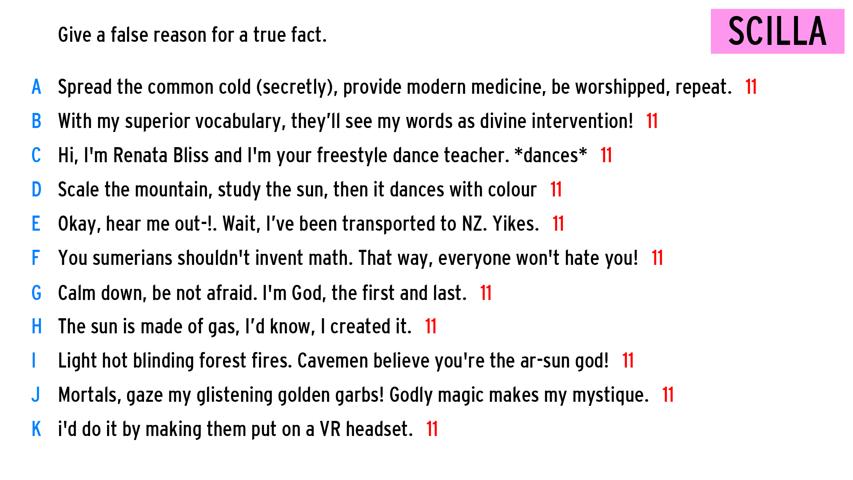 Give a false reason for a true fact.
SCILLA
A Spread the common cold (secretly), provide modern medicine, be worshipped, repeat. 11
B With my superior vocabulary, they'll see my words as divine intervention! 11
C Hi, I'm Renata Bliss and I'm your freestyle dance teacher. *dances* 11
D Scale the mountain, study the sun, then it dances with colour 11
E Okay, hear me out-!. Wait, I've been transported to NZ. Yikes. 11
F You sumerians shouldn't invent math. That way, everyone won't hate you! 11
G Calm down, be not afraid. I'm God, the first and last. 11
H The sun is made of gas, I'd know, I created it. 11
I Light hot blinding forest fires. Cavemen believe you're the ar-sun god! 11
J Mortals, gaze my glistening golden garbs! Godly magic makes my mystique. 11
K i'd do it by making them put on a VR headset. 11